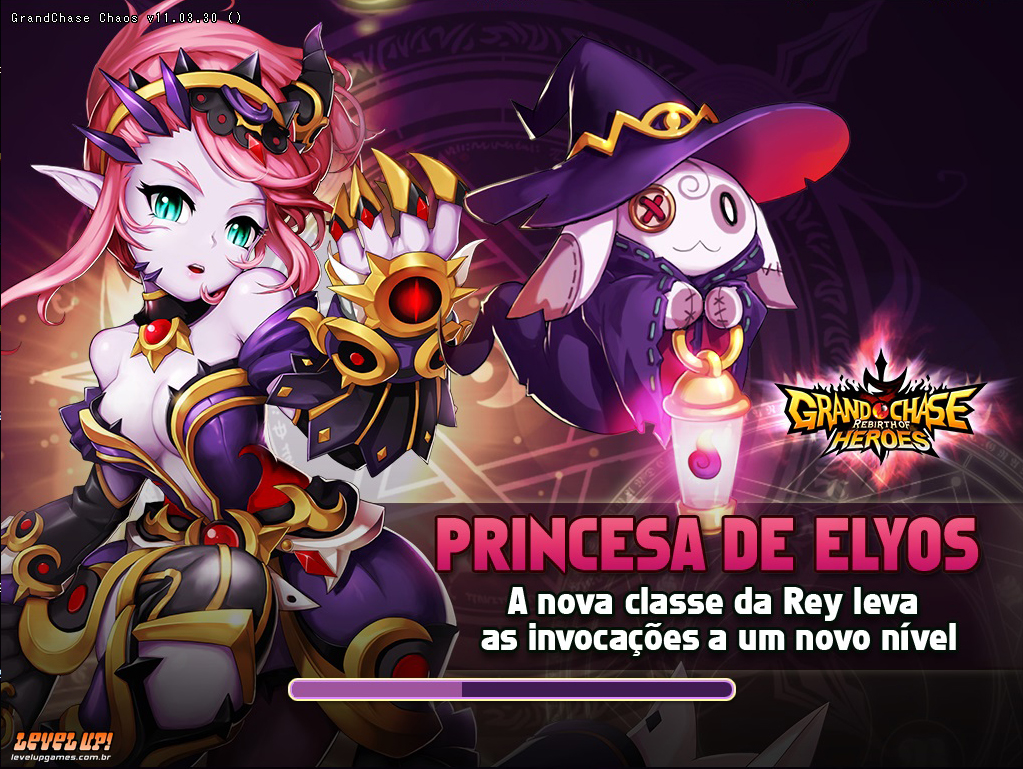 GrandChase Chaos v11.03.30 ()
GRAND CHASE
REBIRTH OF
HEROES
PRINCESA DE ELYOS
A nova classe da Rey leva
as invocações a um novo nível
LEVEL UP!
levelupgames.com.br